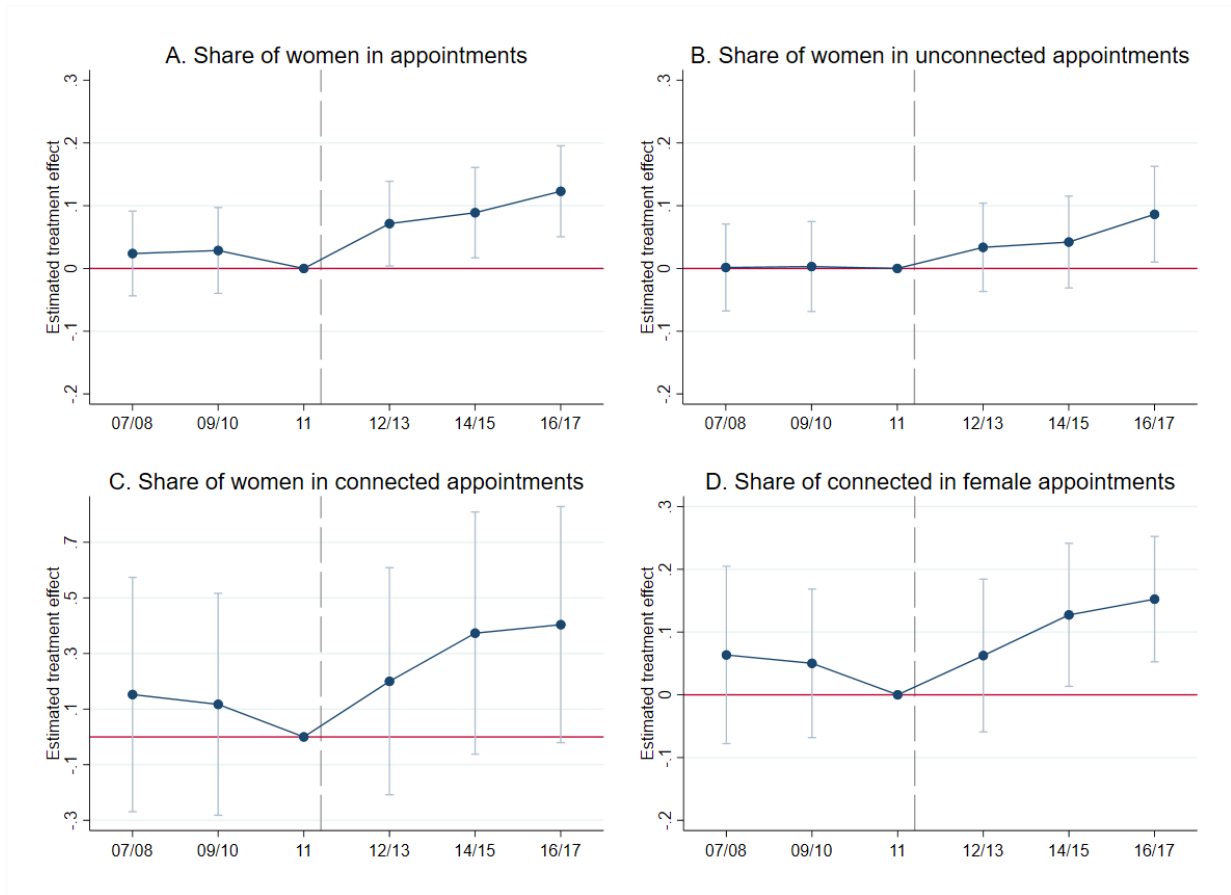 A. Share of women in appointments
Estimated treatment effect
.3
.2
.1
0
-.1
-.2
07/08 09/10 11 12/13 14/15 16/17
B. Share of women in unconnected appointments
Estimated treatment effect
.3
.2
.1
0
-.1
-.2
07/08 09/10 11 12/13 14/15 16/17
C. Share of women in connected appointments
Estimated treatment effect
.7
.5
.3
.1
-.1
-.3
07/08 09/10 11 12/13 14/15 16/17
D. Share of connected in female appointments
Estimated treatment effect
.3
.2
.1
0
-.1
-.2
07/08 09/10 11 12/13 14/15 16/17